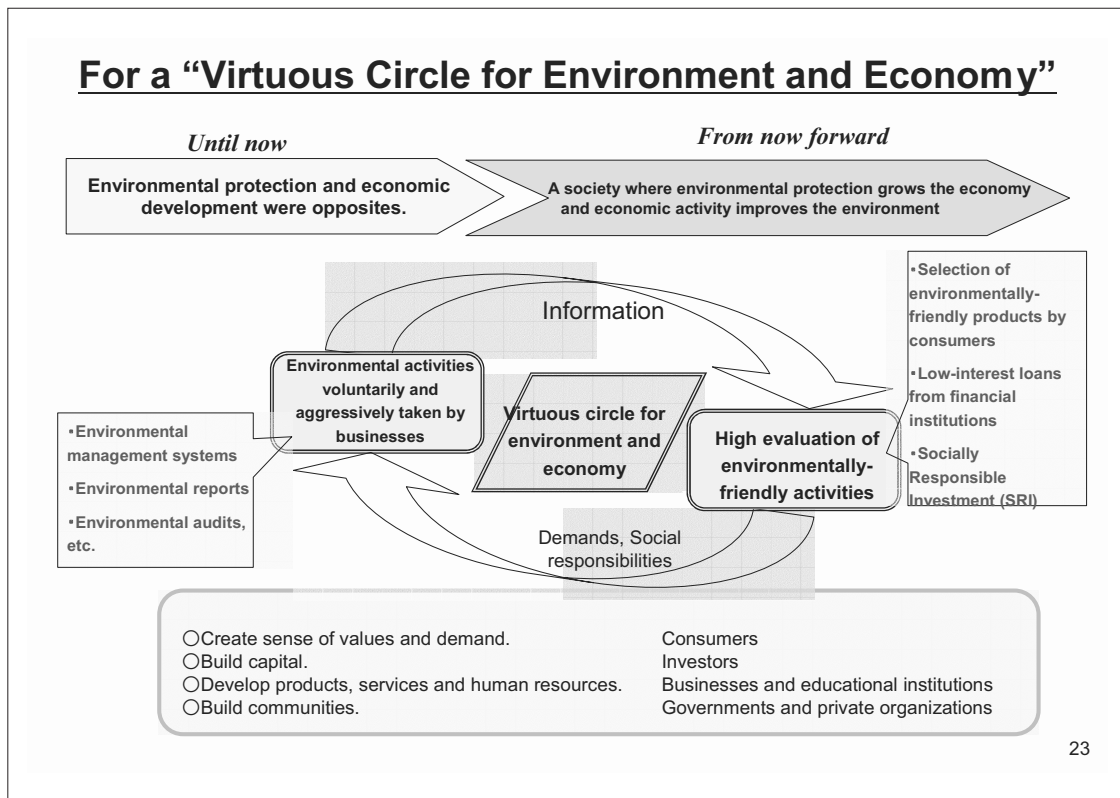 For a “Virtuous Circle for Environment and Economy”
Until now
From now forward
Environmental protection and economic
development were opposites.
A society where environmental protection grows the economy
and economic activity improves the environment
・Selection of
environmentally-
friendly products by
consumers
・Low-interest loans
from financial
institutions
・Socially
Responsible
Investment (SRI)
Information
Environmental activities
voluntarily and
aggressively taken by
businesses
Virtuous circle for
environment and
economy
High evaluation of
environmentally-
friendly activities
・Environmental
management systems
・Environmental reports
・Environmental audits,
etc.
Demands, Social
responsibilities
○Create sense of values and demand. Consumers
○Build capital. Investors
○Develop products, services and human resources. Businesses and educational institutions
○Build communities. Governments and private organizations
23